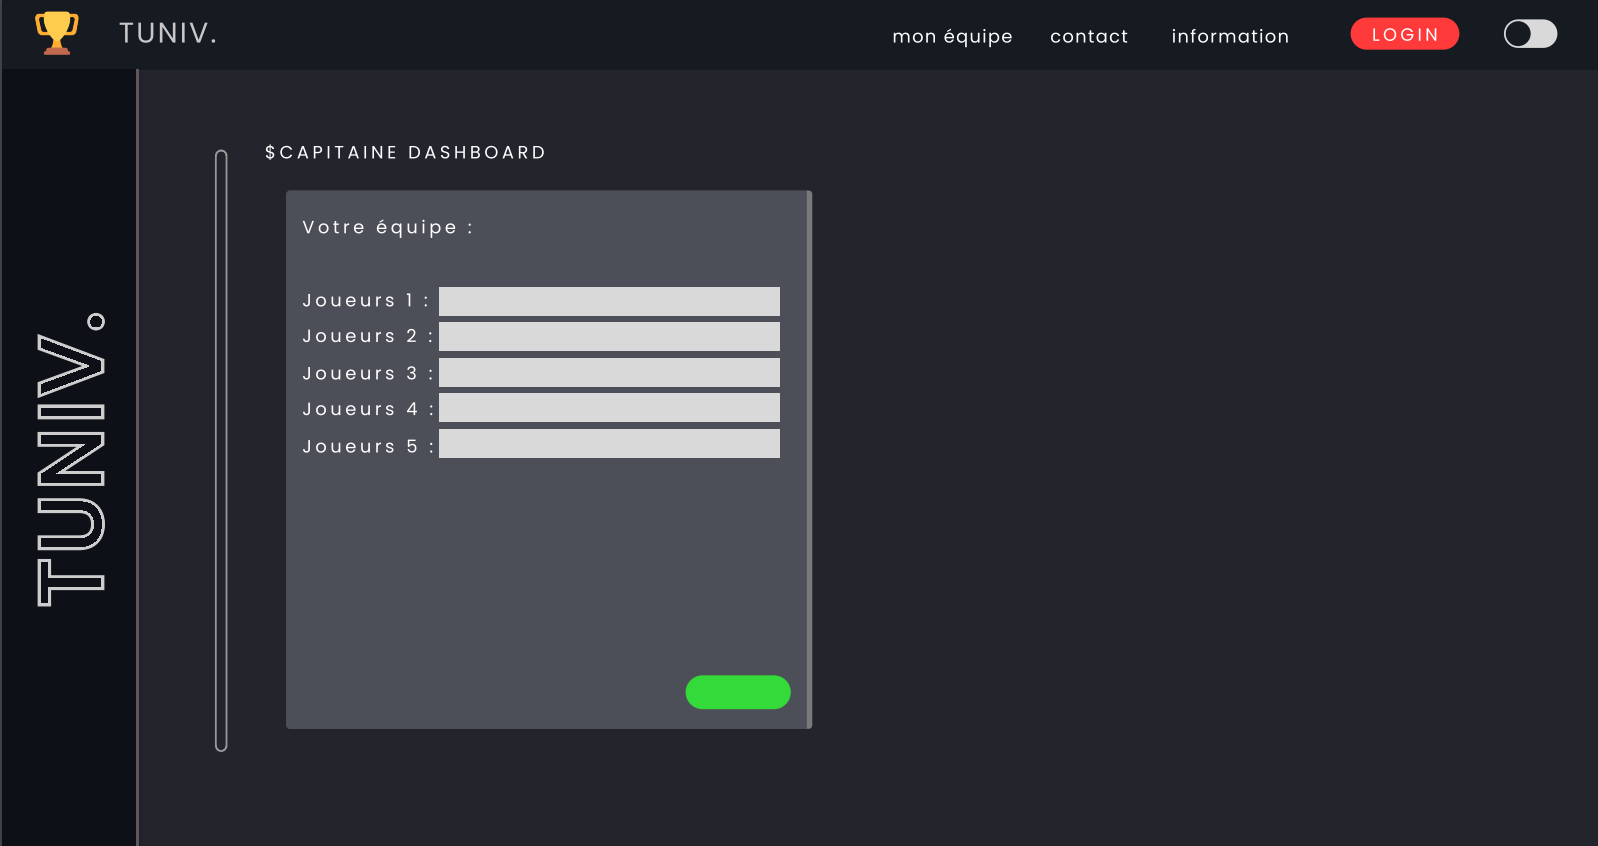 TUNIV.
mon équipe
contact
information
LOGIN
TUNIV.
$CAPITAINE DASHBOARD
Votre équipe :
Joueurs 1 :
Joueurs 2 :
Joueurs 3 :
Joueurs 4 :
Joueurs 5 :